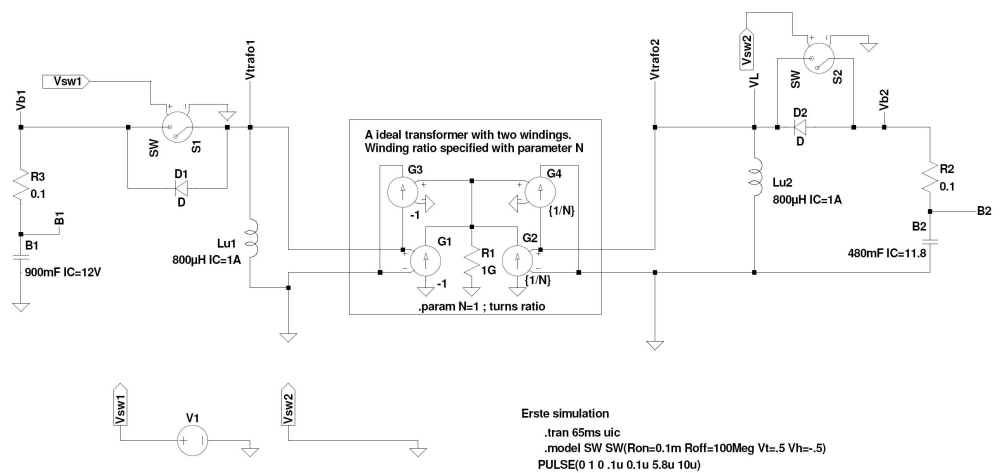 Vsw1
Vb1
SW
S1
Vtrafo1
D1
D
R3
0.1
B1
B1
900mF IC=12V
Lu1
800µH IC=1A
A ideal transformer with two windings.
Winding ratio specified with parameter N
G3
-1
G4
{1/N}
G1
-1
R1
1G
G2
{1/N}
.param N=1 ; turns ratio
Vtrafo2
Vsw2
VL
SW
S2
Vb2
D2
D
Lu2
800µH IC=1A
R2
0.1
B2
B2
480mF IC=11.8
Vsw1
V1
Vsw2
Erste simulation
.tran 65ms uic
.model SW SW(Ron=0.1m Roff=100Meg Vt=.5 Vh=-.5)
PULSE(0 1 0 .1u 0.1u 5.8u 10u)